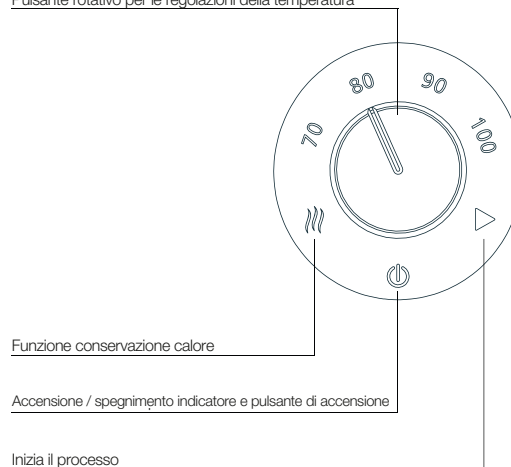 Pulsante rotativo per le regolazioni della temperatura
80
90
70
100
Funzione conservazione calore
Accensione / spegnimento indicatore e pulsante di accensione
Inizia il processo